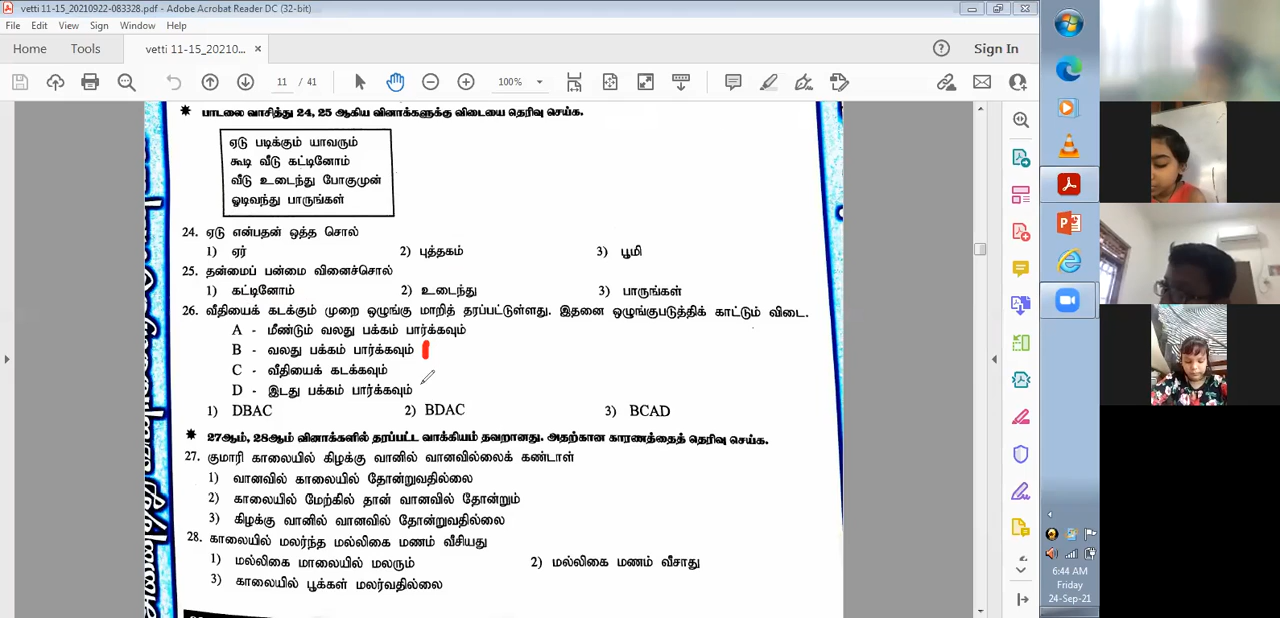 vetti 11-15_20210922-083328.pdf - Adobe Acrobat Reader DC (32-bit)
File Edit View Sign Window Help
Home Tools vetti 11-15_20210... × Sign In
11 / 41 100%
* பாடலை வாசித்து 24, 25 ஆகிய வினாக்களுக்கு விடையை தெரிவு செய்க.
ஏடு படிக்கும் யாவரும்
கூடி வீடு கட்டினோம்
வீடு உடைந்து போகுமுன்
ஓடிவந்து பாருங்கள்
24. ஏடு என்பதன் ஒத்த சொல்
1) ஏர் 2) புத்தகம் 3) பூமி
25. தன்மைப் பன்மை வினைச்சொல்
1) கட்டினோம் 2) உடைந்து 3) பாருங்கள்
26. வீதியைக் கடக்கும் முறை ஒழுங்கு மாறித் தரப்பட்டுள்ளது. இதனை ஒழுங்குபடுத்திக் காட்டும் விடை.
A - மீண்டும் வலது பக்கம் பார்க்கவும்
B - வலது பக்கம் பார்க்கவும்
C - வீதியைக் கடக்கவும்
D - இடது பக்கம் பார்க்கவும்
1) DBAC 2) BDAC 3) BCAD
* 27ஆம், 28ஆம் வினாக்களில் தரப்பட்ட வாக்கியம் தவறானது. அதற்கான காரணத்தைத் தெரிவு செய்க.
27. குமாரி காலையில் கிழக்கு வானில் வானவில்லைக் கண்டாள்
1) வானவில் காலையில் தோன்றுவதில்லை
2) காலையில் மேற்கில் தான் வானவில் தோன்றும்
3) கிழக்கு வானில் வானவில் தோன்றுவதில்லை
28. காலையில் மலர்ந்த மல்லிகை மணம் வீசியது
1) மல்லிகை மாலையில் மலரும் 2) மல்லிகை மணம் வீசாது
3) காலையில் பூக்கள் மலர்வதில்லை
6:44 AM
Friday
24-Sep-21